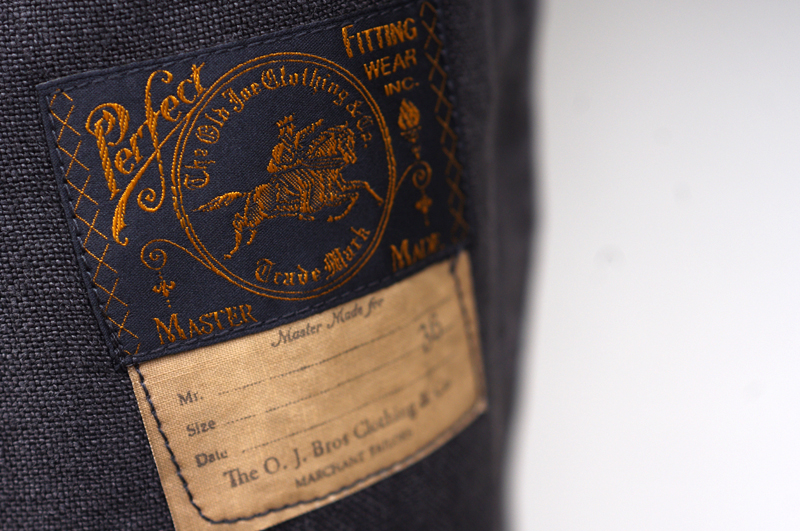 Perfect
FITTING
WEAR
INC.
The Old Joe Clothing & Co.
Trade Mark
MASTER
MADE
Master Made for
Mr.
36
Size
Date
The O. J. Bros Clothing & Co
MERCHANT TAILORS